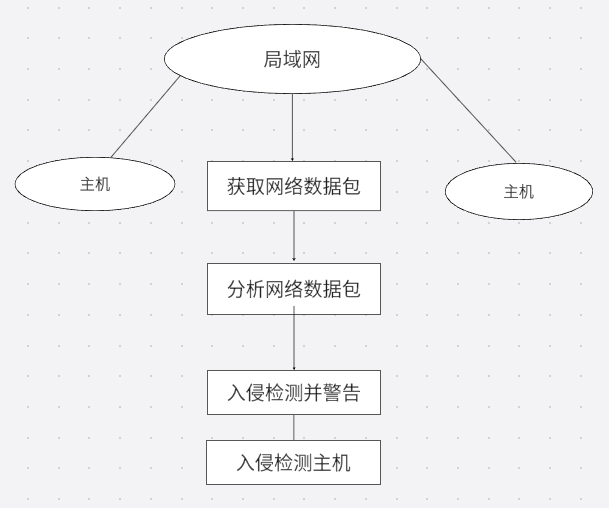 局域网
主机
获取网络数据包
主机
分析网络数据包
入侵检测并警告
入侵检测主机